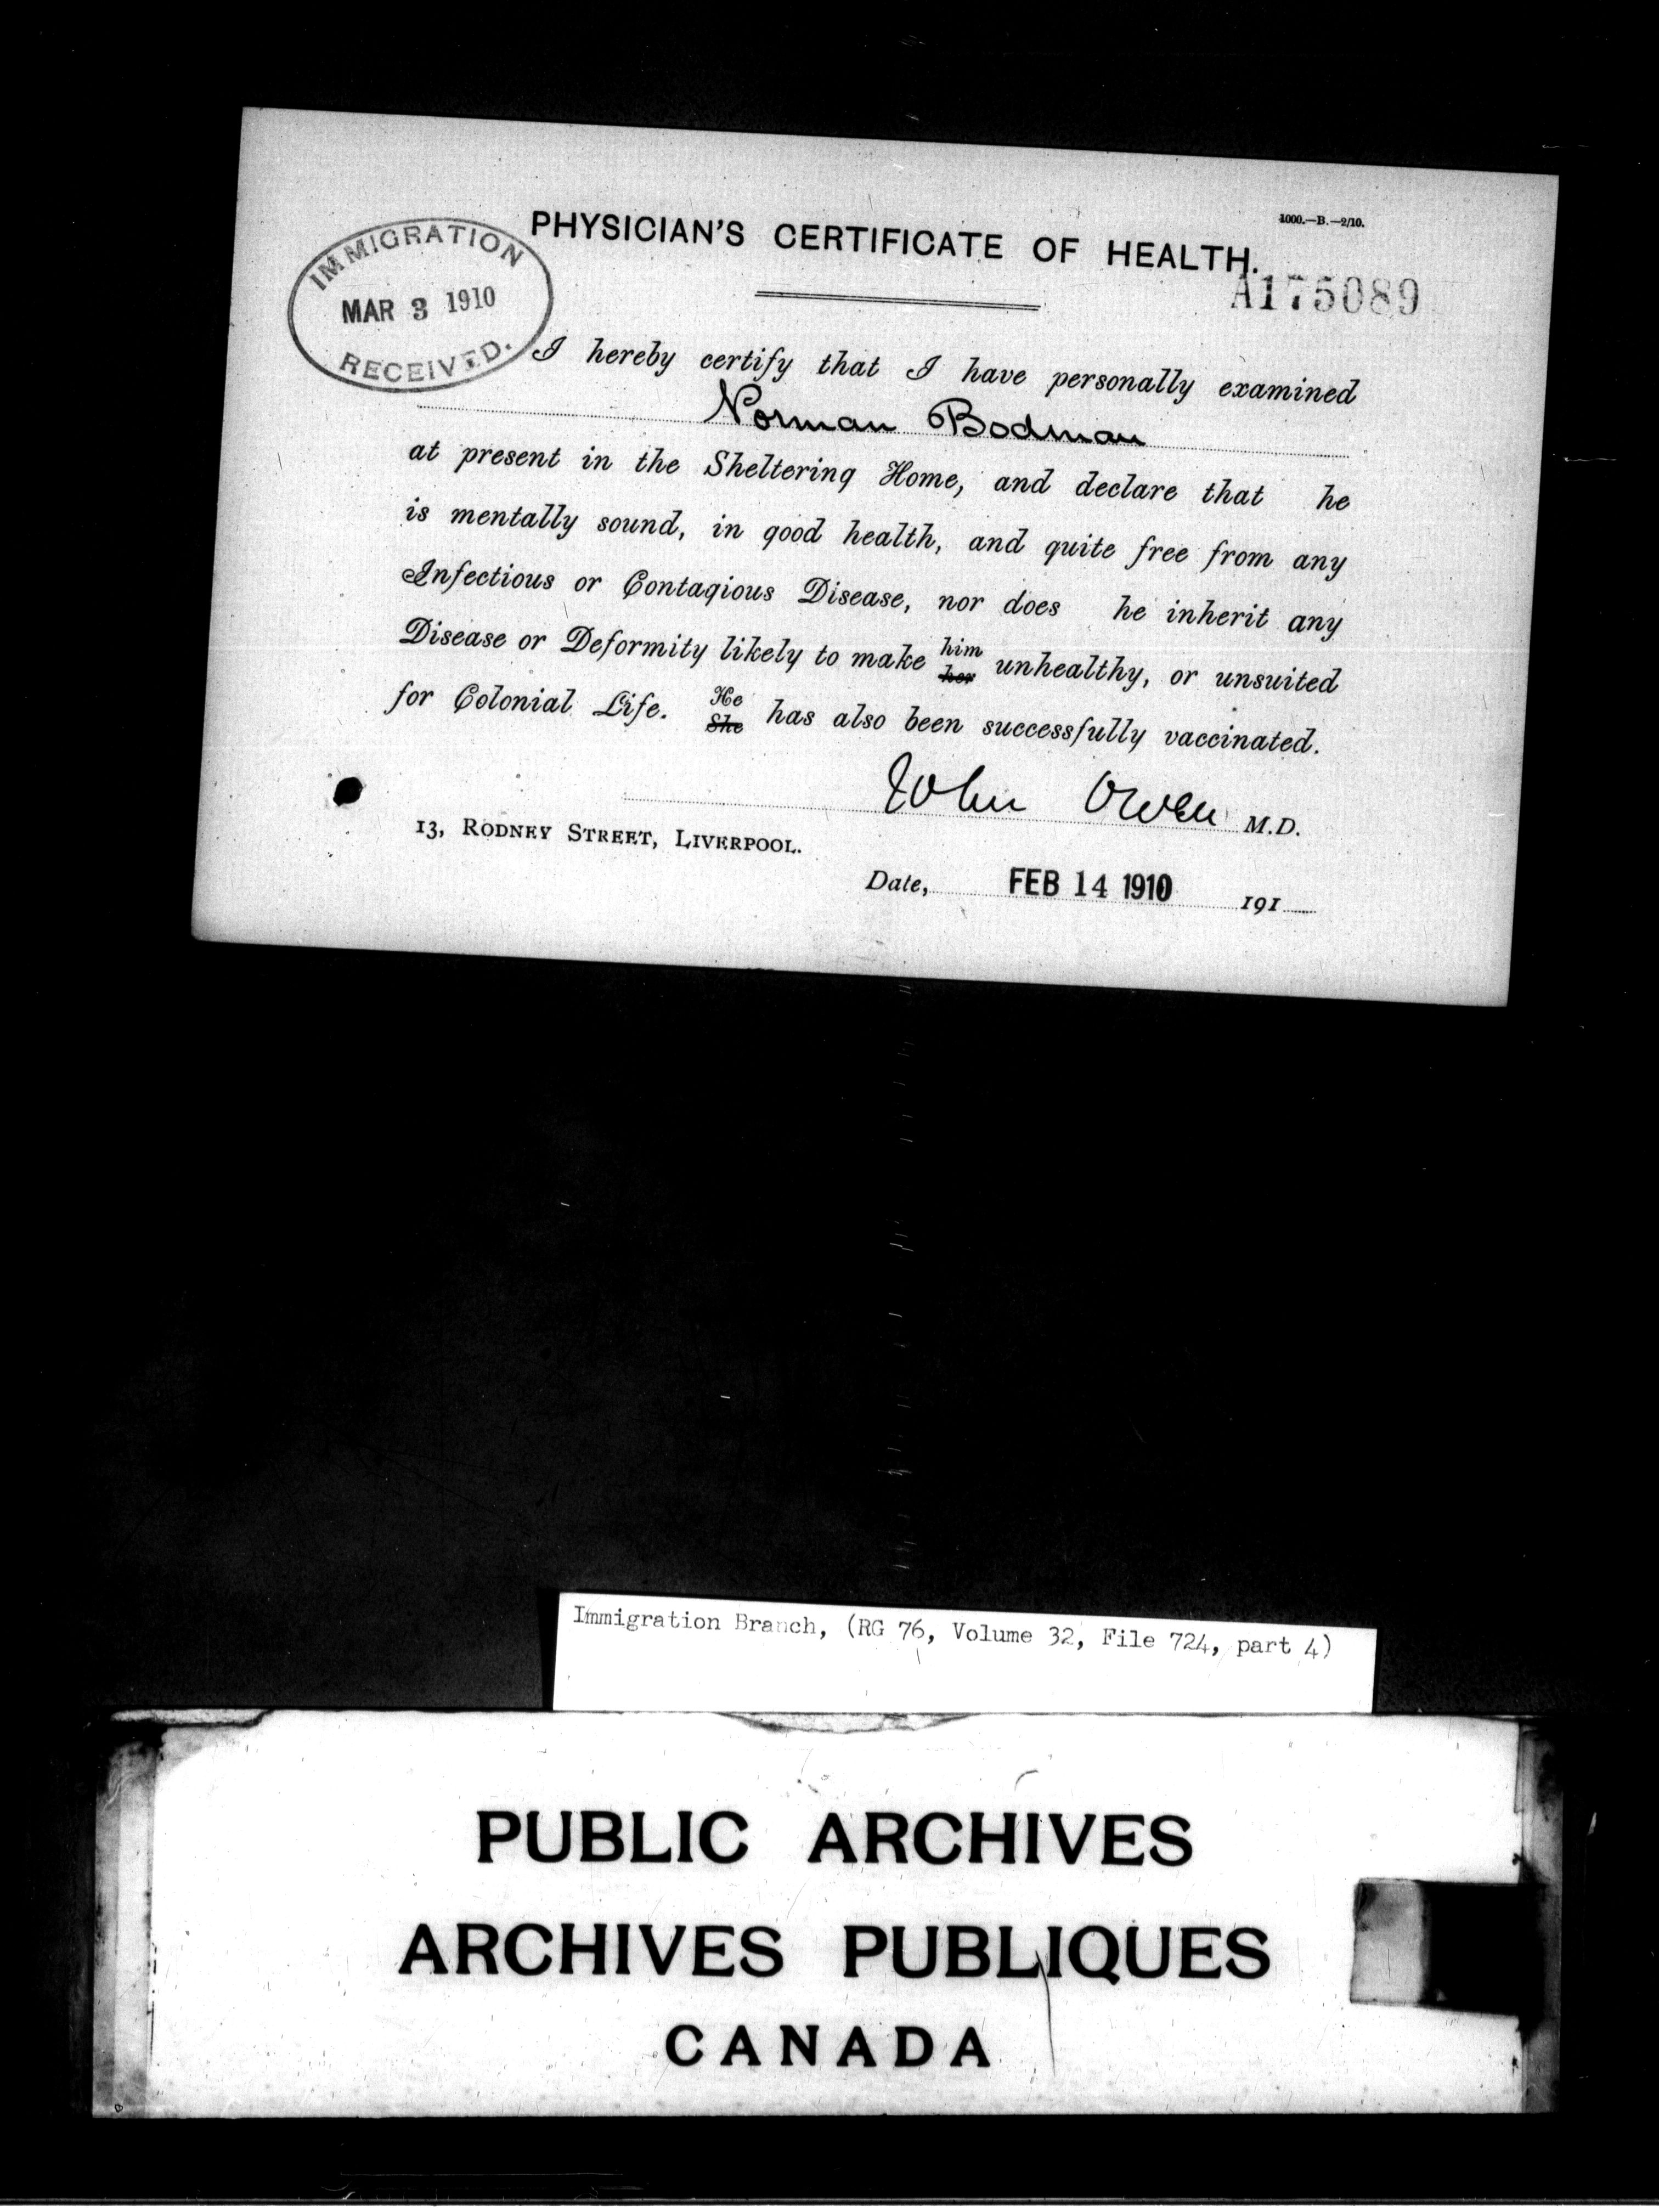 1000.—B.—2/10.
PHYSICIAN'S CERTIFICATE OF HEALTH.
A175089
IMMIGRATION
MAR 3 1910
RECEIVED.
I hereby certify that I have personally examined
Norman Bodman
at present in the Sheltering Home, and declare that he
is mentally sound, in good health, and quite free from any
Infectious or Contagious Disease, nor does he inherit any
Disease or Deformity likely to make him her unhealthy, or unsuited
for Colonial Life. He She has also been successfully vaccinated.
John Owen M.D.
13, RODNEY STREET, LIVERPOOL.
Date, FEB 14 1910 191
Immigration Branch, (RG 76, Volume 32, File 724, part 4)
PUBLIC ARCHIVES
ARCHIVES PUBLIQUES
CANADA